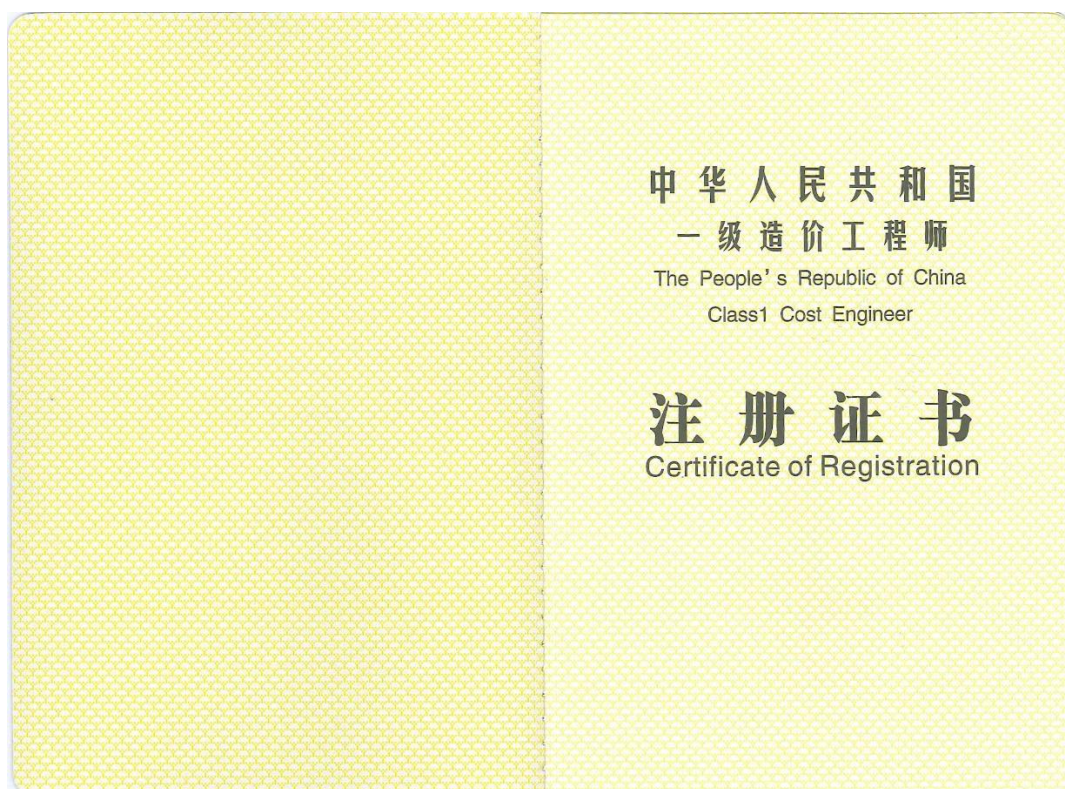 中华人民共和国
一级造价工程师
The People's Republic of China
Class1 Cost Engineer
注册证书
Certificate of Registration